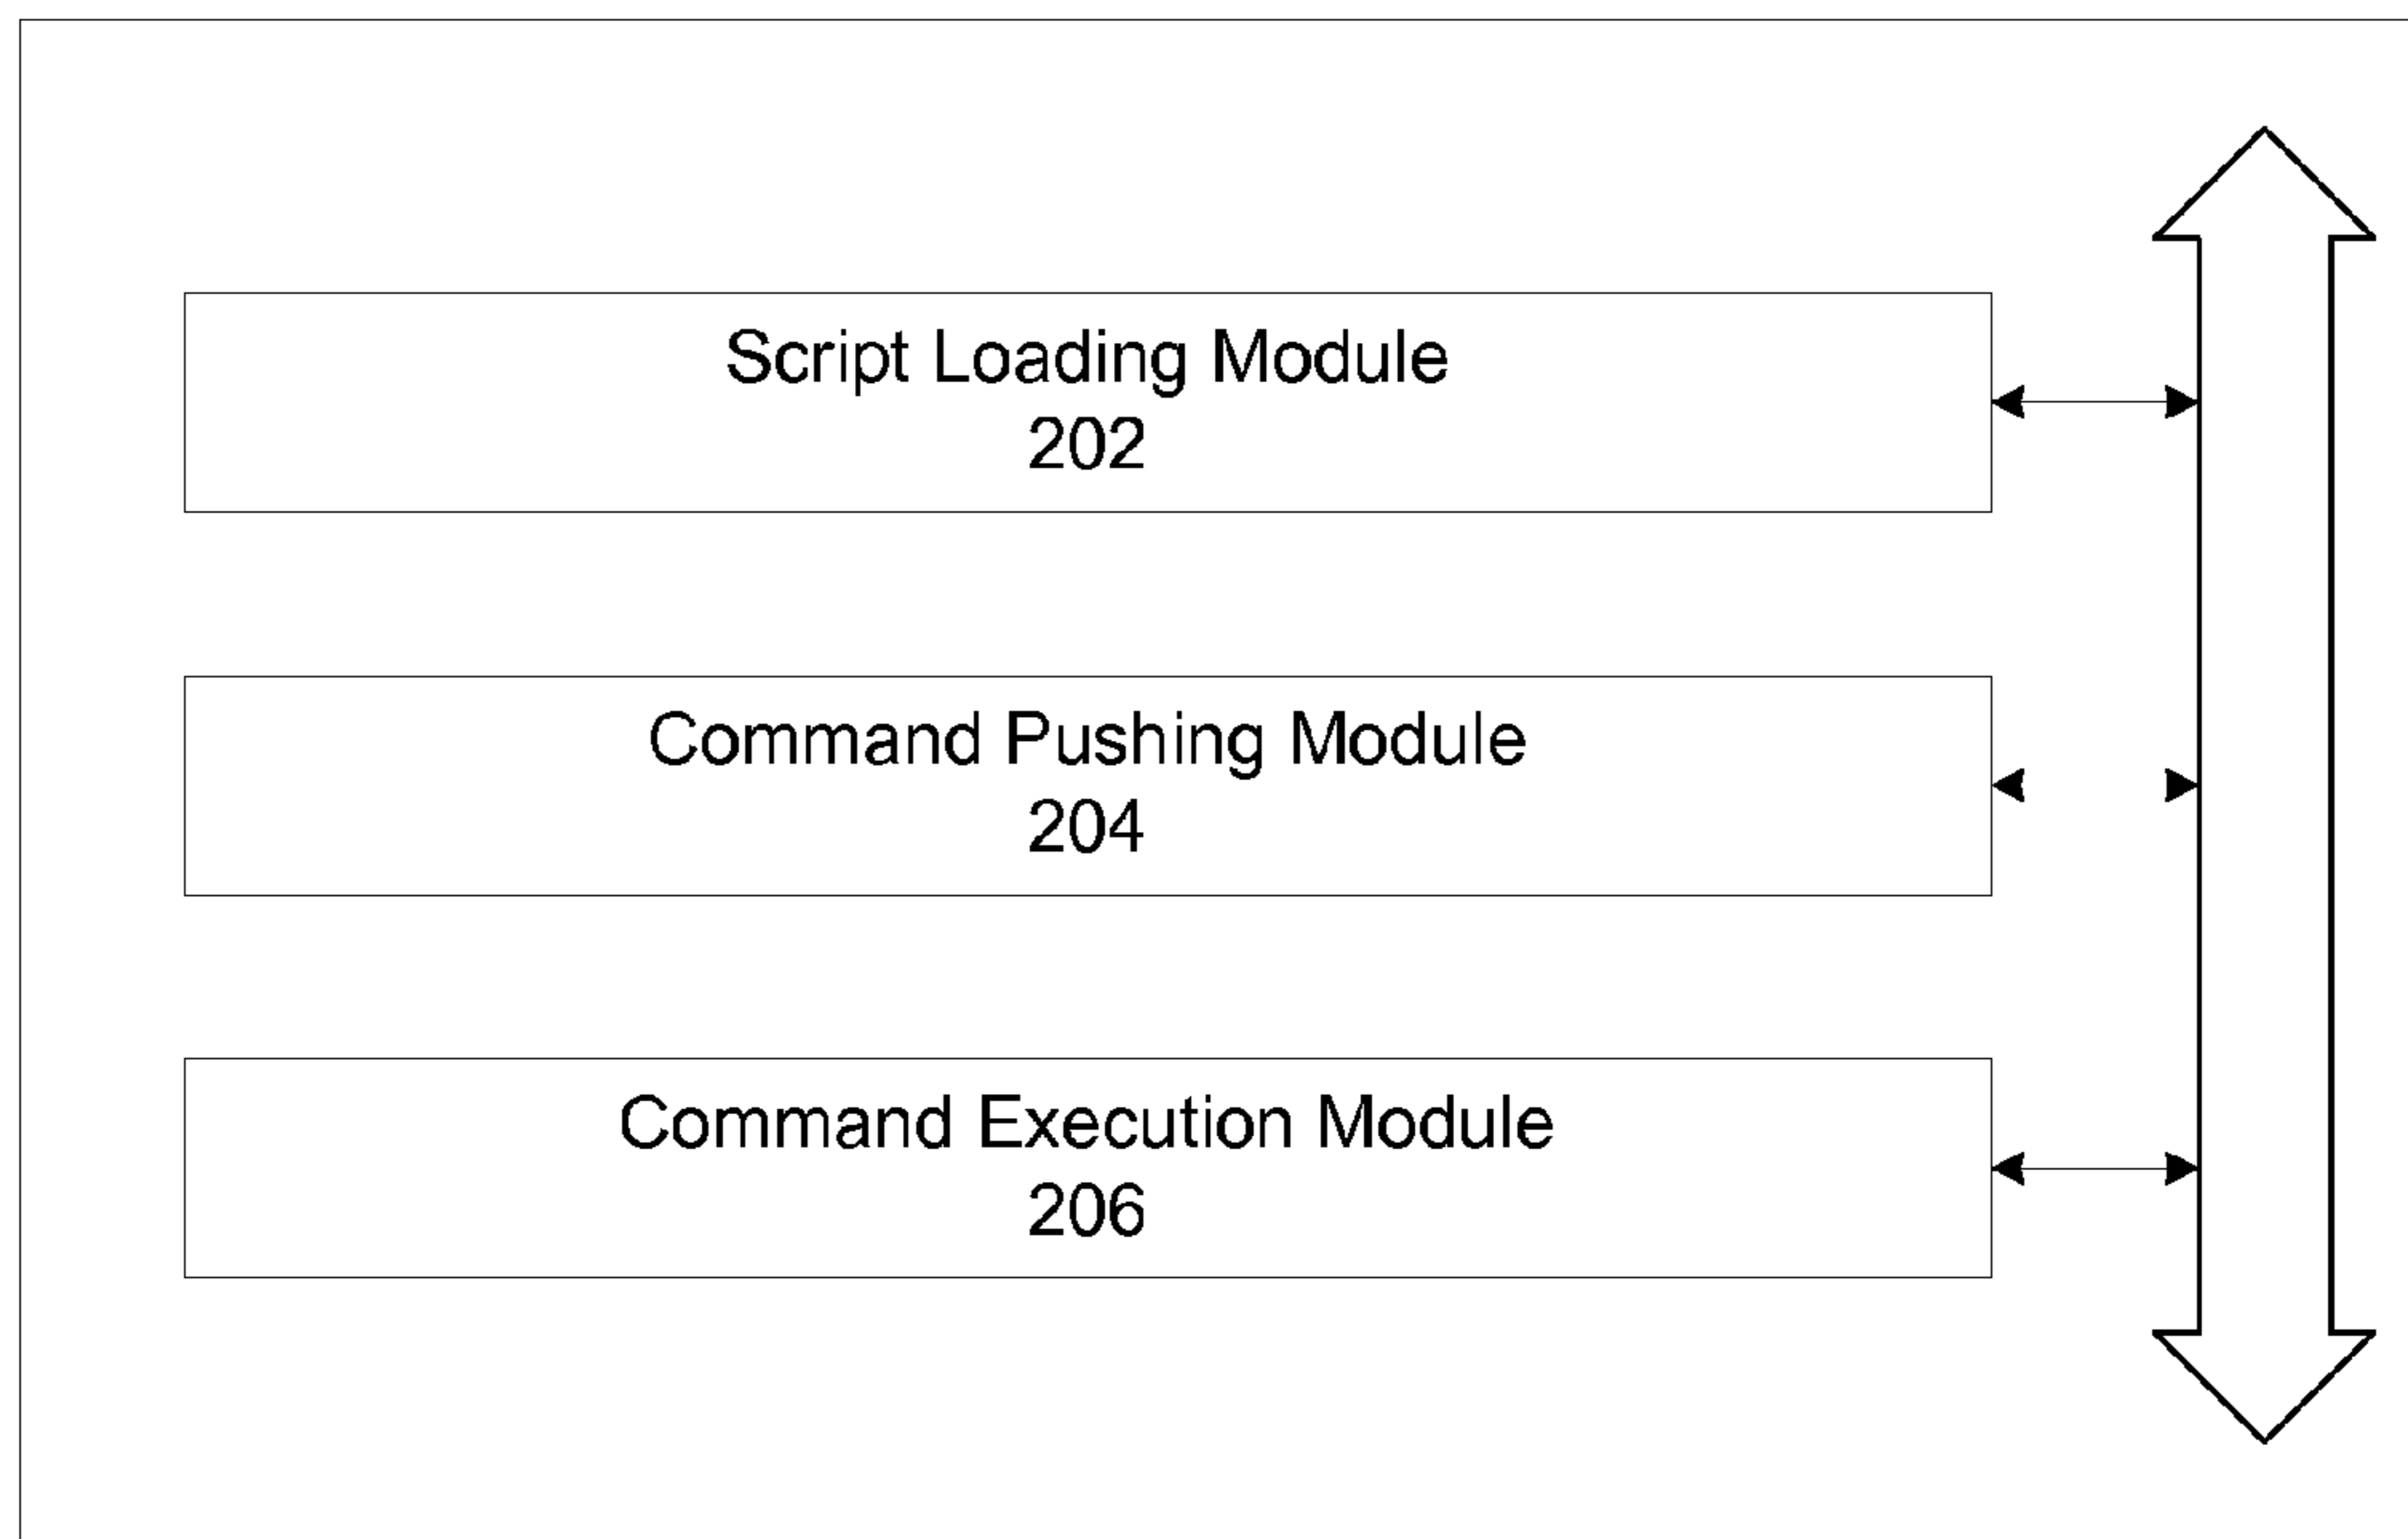 Script Loading Module
202
Command Pushing Module
204
Command Execution Module
206